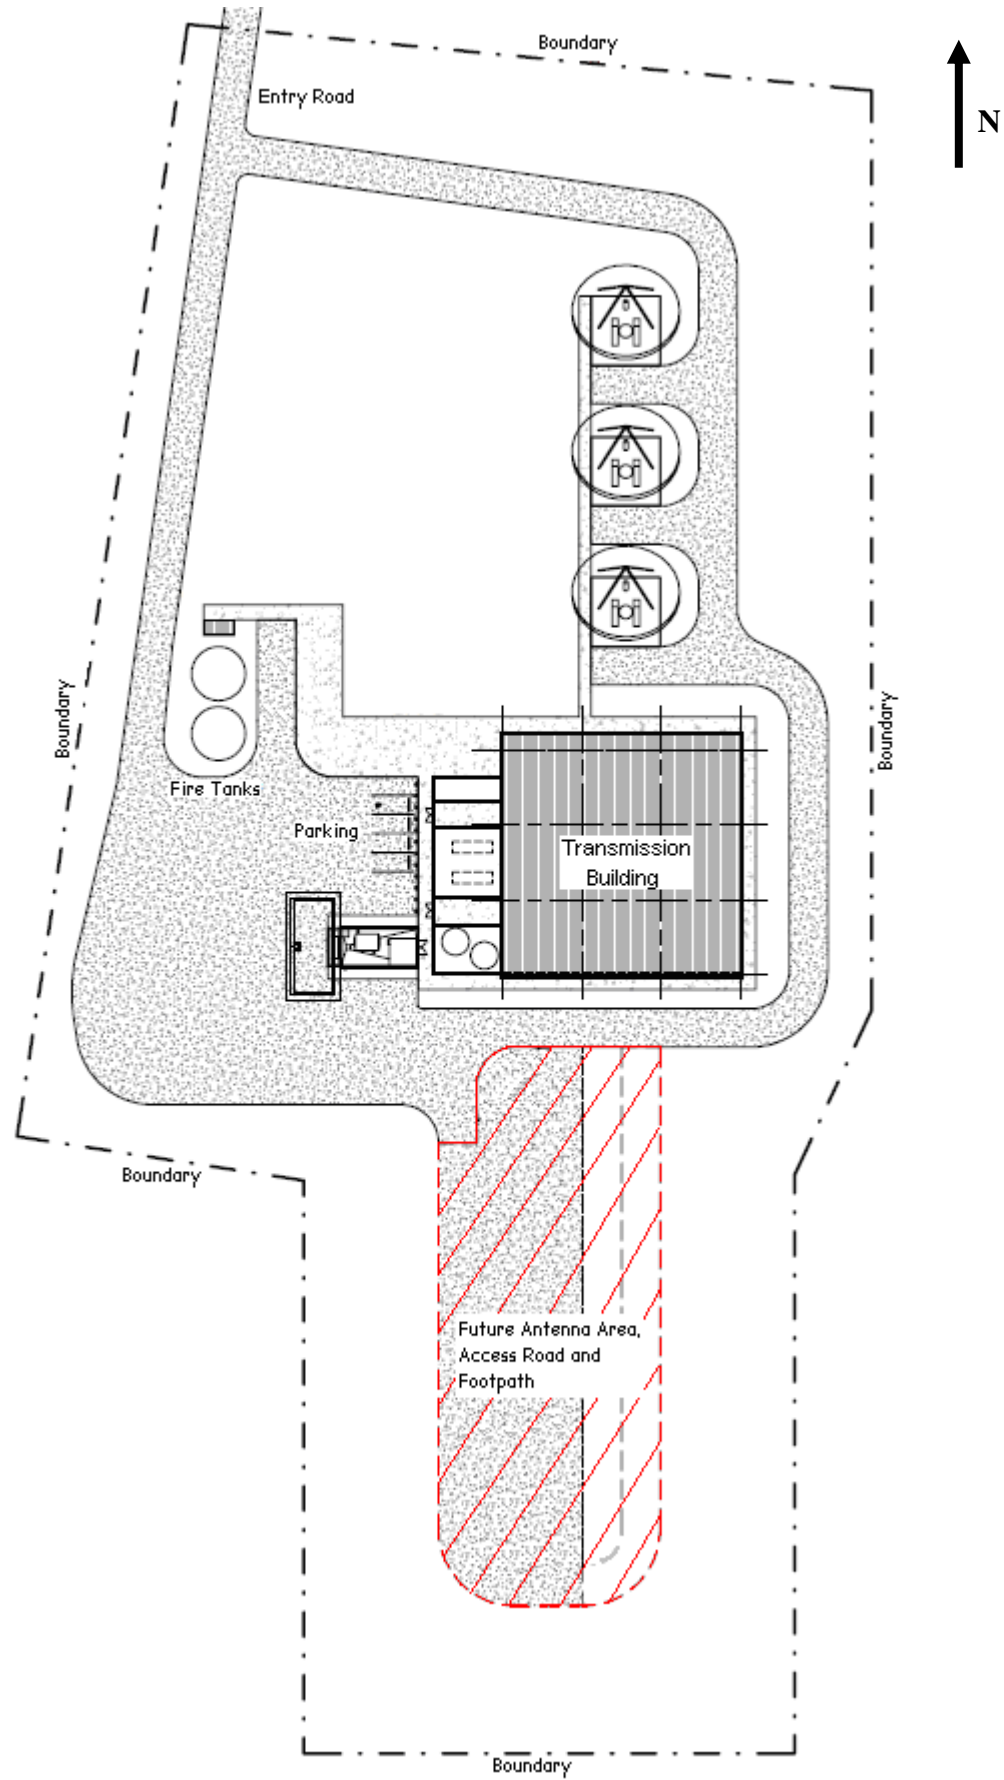 Boundary
Entry Road
N
Boundary
Boundary
Fire Tanks
Parking
Transmission
Building
Boundary
Future Antenna Area,
Access Road and
Footpath
Boundary